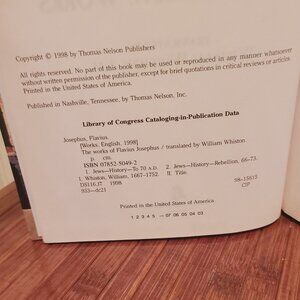 Copyright © 1998 by Thomas Nelson Publishers
All rights reserved. No part of this book may be used or reproduced in any manner whatsoever
without written permission of the publisher, except for brief quotations in critical reviews or articles.
Printed in the United States of America.
Published in Nashville, Tennessee, by Thomas Nelson, Inc.
Library of Congress Cataloging-in-Publication Data
Josephus, Flavius.
[Works. English. 1998]
The works of Flavius Josephus / translated by William Whiston
p. cm.
ISBN 07852-5049-2
1. Jews—History—To 70 A.D. 2. Jews—History—Rebellion, 66-73.
I. Whiston, William, 1667-1752. II. Title.
DS116.J7 1998
933—dc21 98-15615
CIP
Printed in the United States of America
1 2 3 4 5 — 07 06 05 04 03